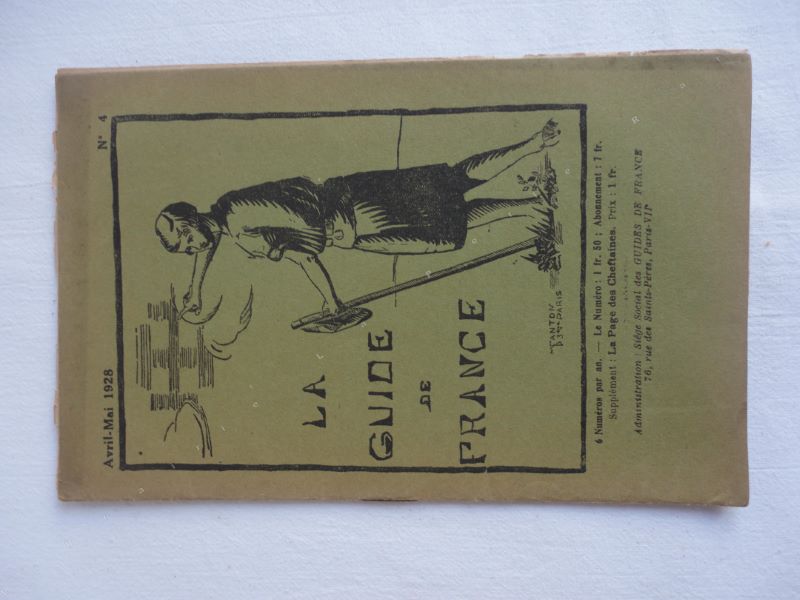 Avril-Mai 1928 N° 4
LA
GUIDE
DE
FRANCE
6 Numéros par an. — Le Numéro : 1 fr. 50 ; Abonnement : 7 fr.
Supplément : La Page des Cheftaines. Prix : 1 fr.
Administration : Siège Social des GUIDES DE FRANCE
76, rue des Saints-Pères, Paris-VIIe